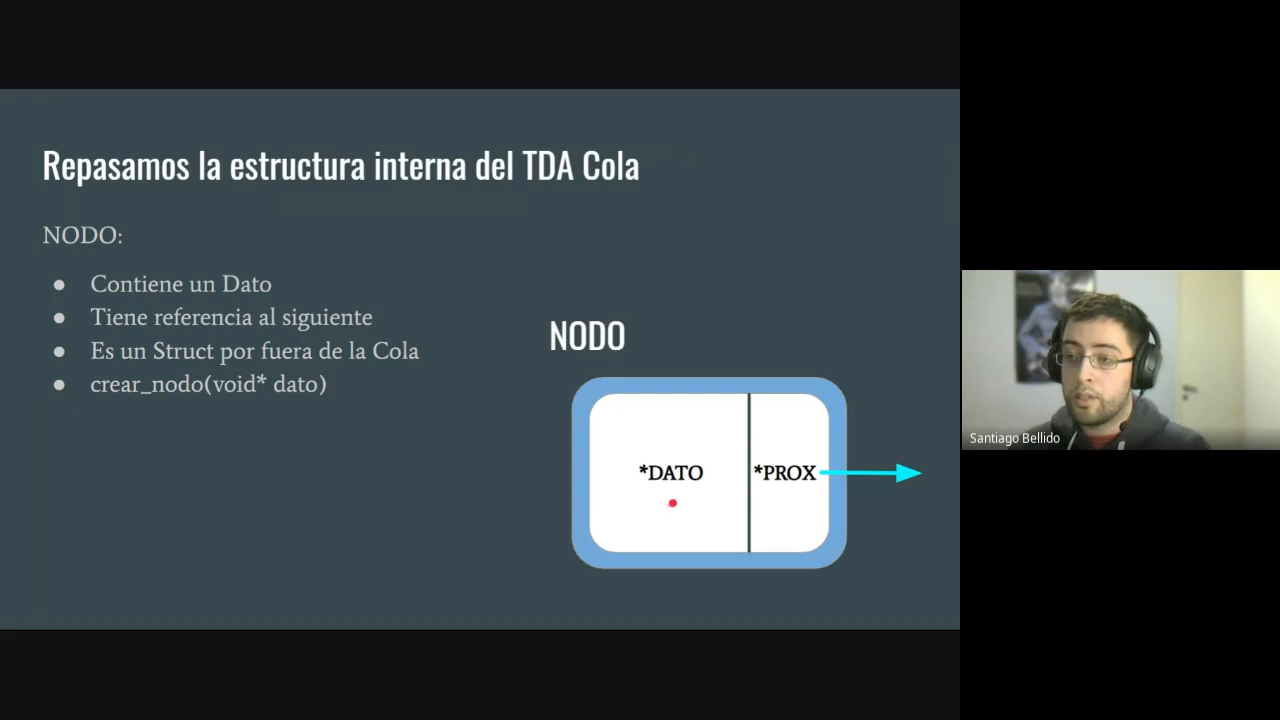 Repasamos la estructura interna del TDA Cola
NODO:
● Contiene un Dato
● Tiene referencia al siguiente
● Es un Struct por fuera de la Cola
● crear_nodo(void* dato)
NODO
*DATO
*PROX
Santiago Bellido